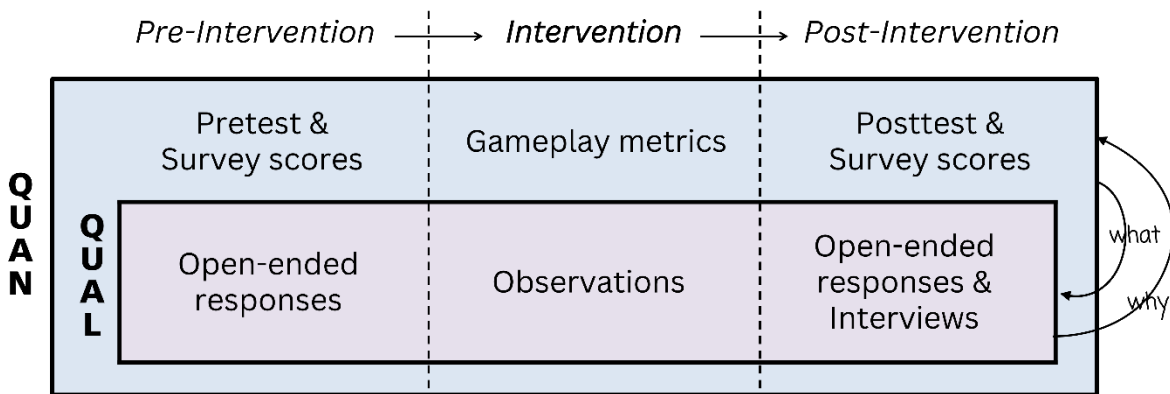 Pre-Intervention
Intervention
Post-Intervention
Pretest &
Survey scores
Gameplay metrics
Posttest &
Survey scores
QUAN
QUAL
Open-ended
responses
Observations
Open-ended
responses &
Interviews
what
why